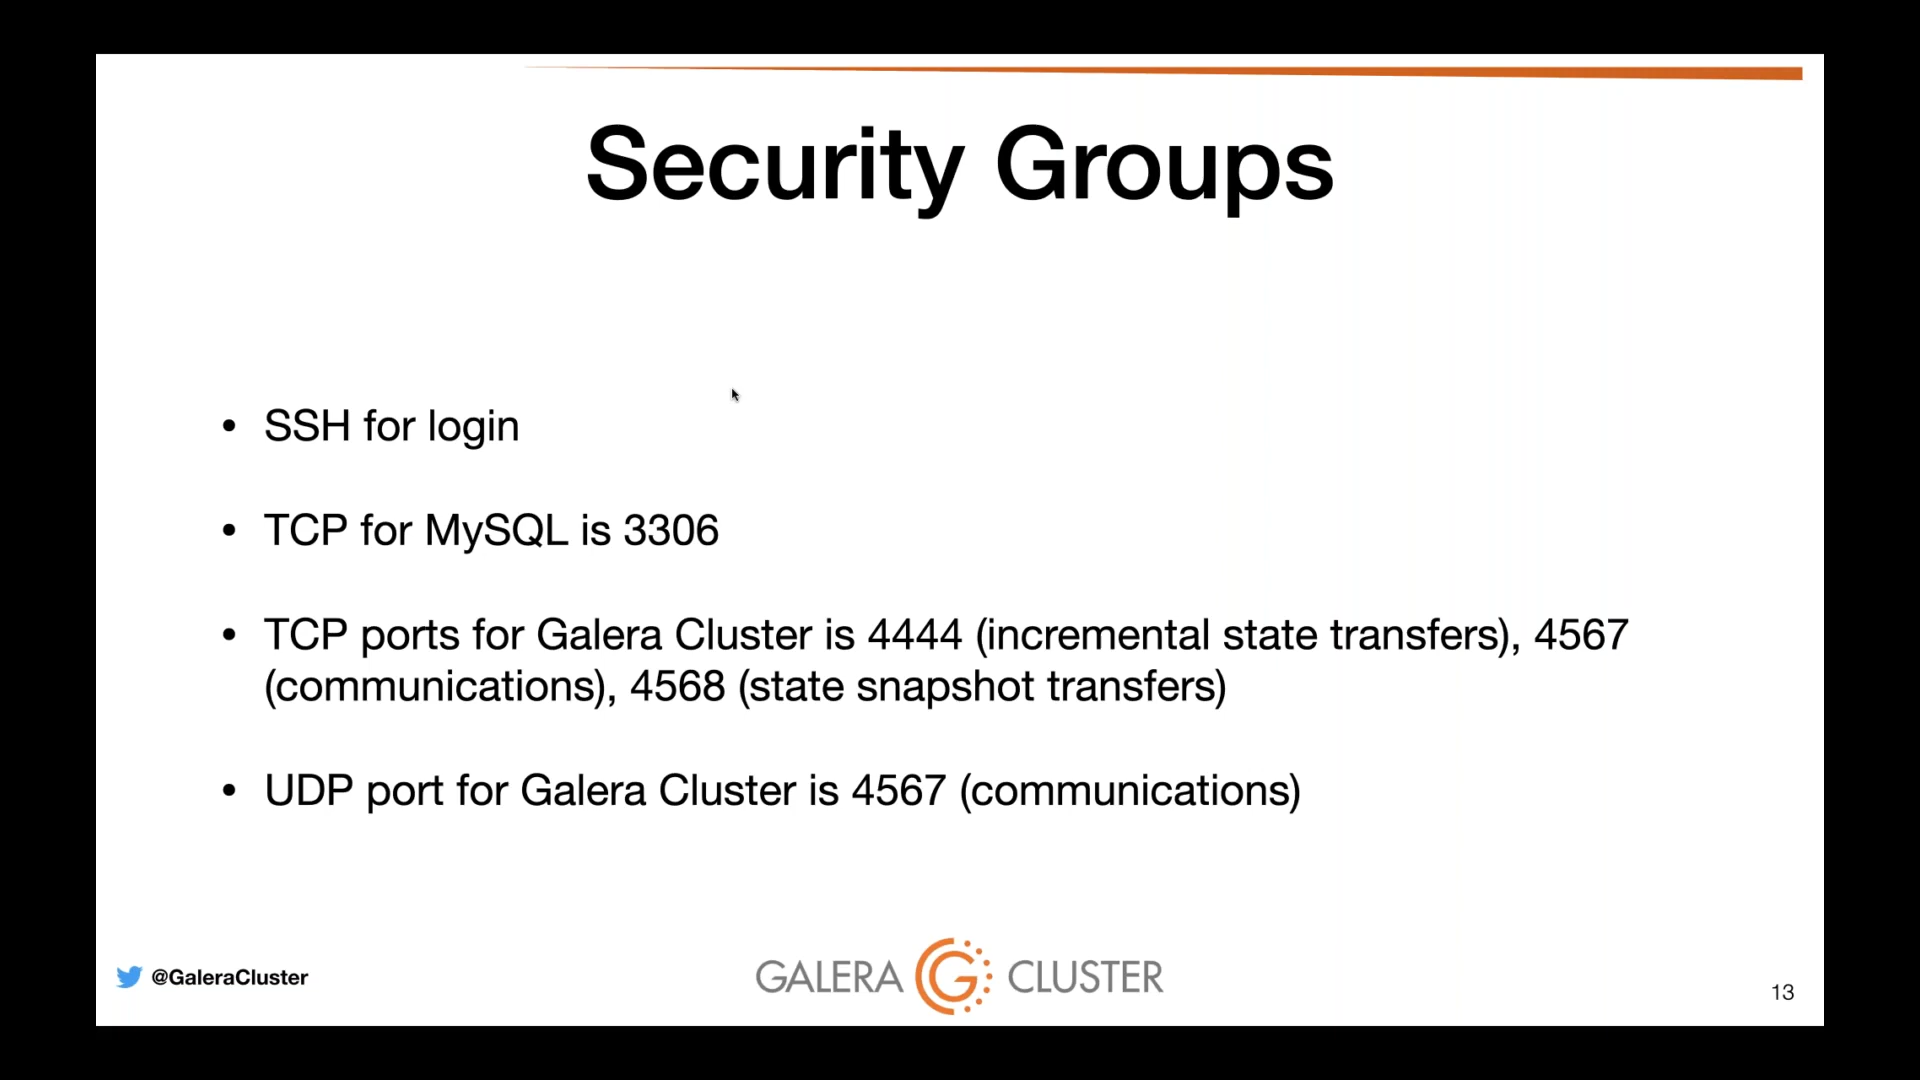 Security Groups
• SSH for login
• TCP for MySQL is 3306
• TCP ports for Galera Cluster is 4444 (incremental state transfers), 4567
(communications), 4568 (state snapshot transfers)
• UDP port for Galera Cluster is 4567 (communications)
@GaleraCluster
GALERA G CLUSTER
13